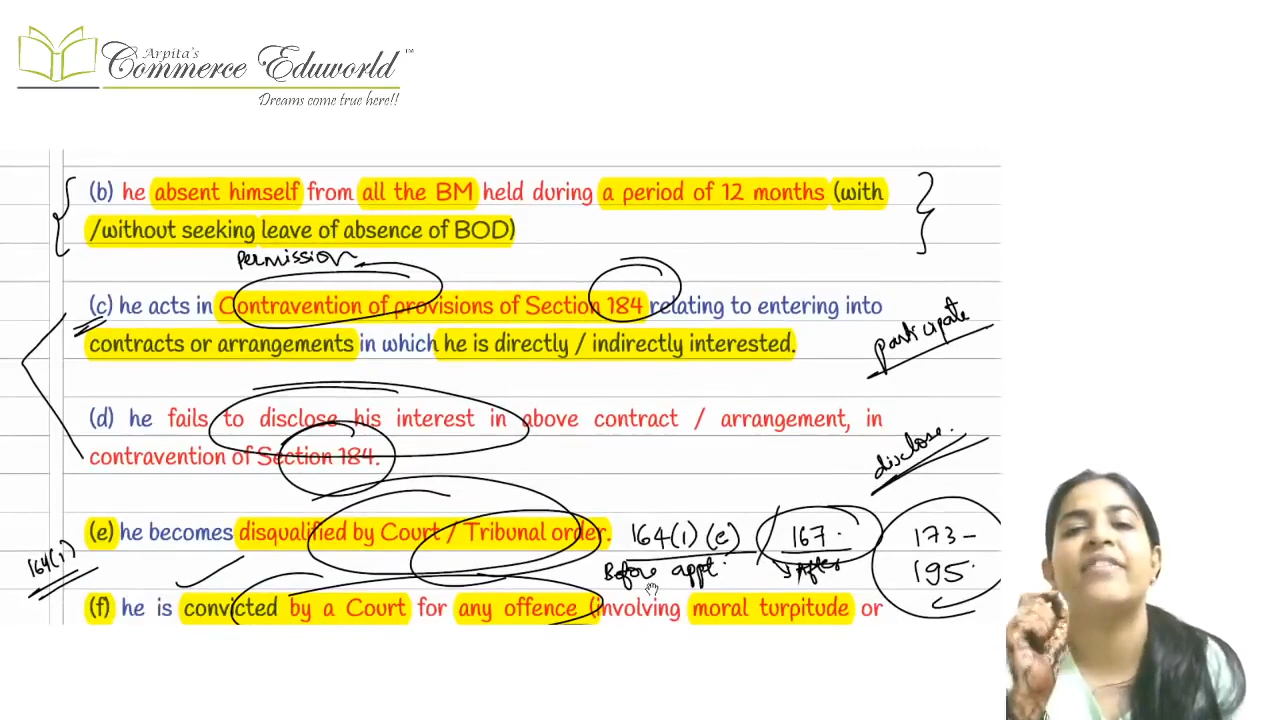 Arpita's
Commerce Eduworld™
Dreams come true here!!
(b) he absent himself from all the BM held during a period of 12 months (with
/without seeking leave of absence of BOD)
Permission
(c) he acts in Contravention of provisions of Section 184 relating to entering into
contracts or arrangements in which he is directly / indirectly interested.
participate
(d) he fails to disclose his interest in above contract / arrangement, in
contravention of Section 184.
disclose.
(e) he becomes disqualified by Court / Tribunal order. 164(1) (e) 167. 173-
164(1) Before appt. After 195.
(f) he is convicted by a Court for any offence (involving moral turpitude or